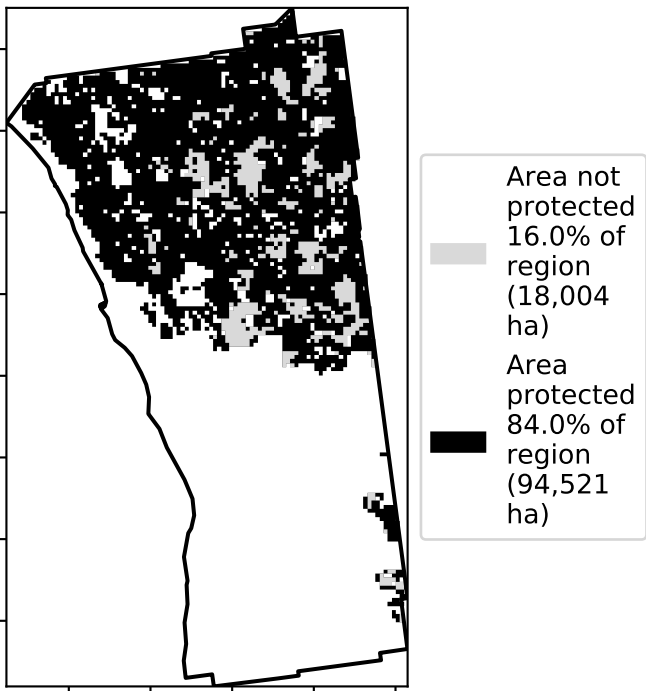 Area not
protected
16.0% of
region
(18,004
ha)
Area
protected
84.0% of
region
(94,521
ha)